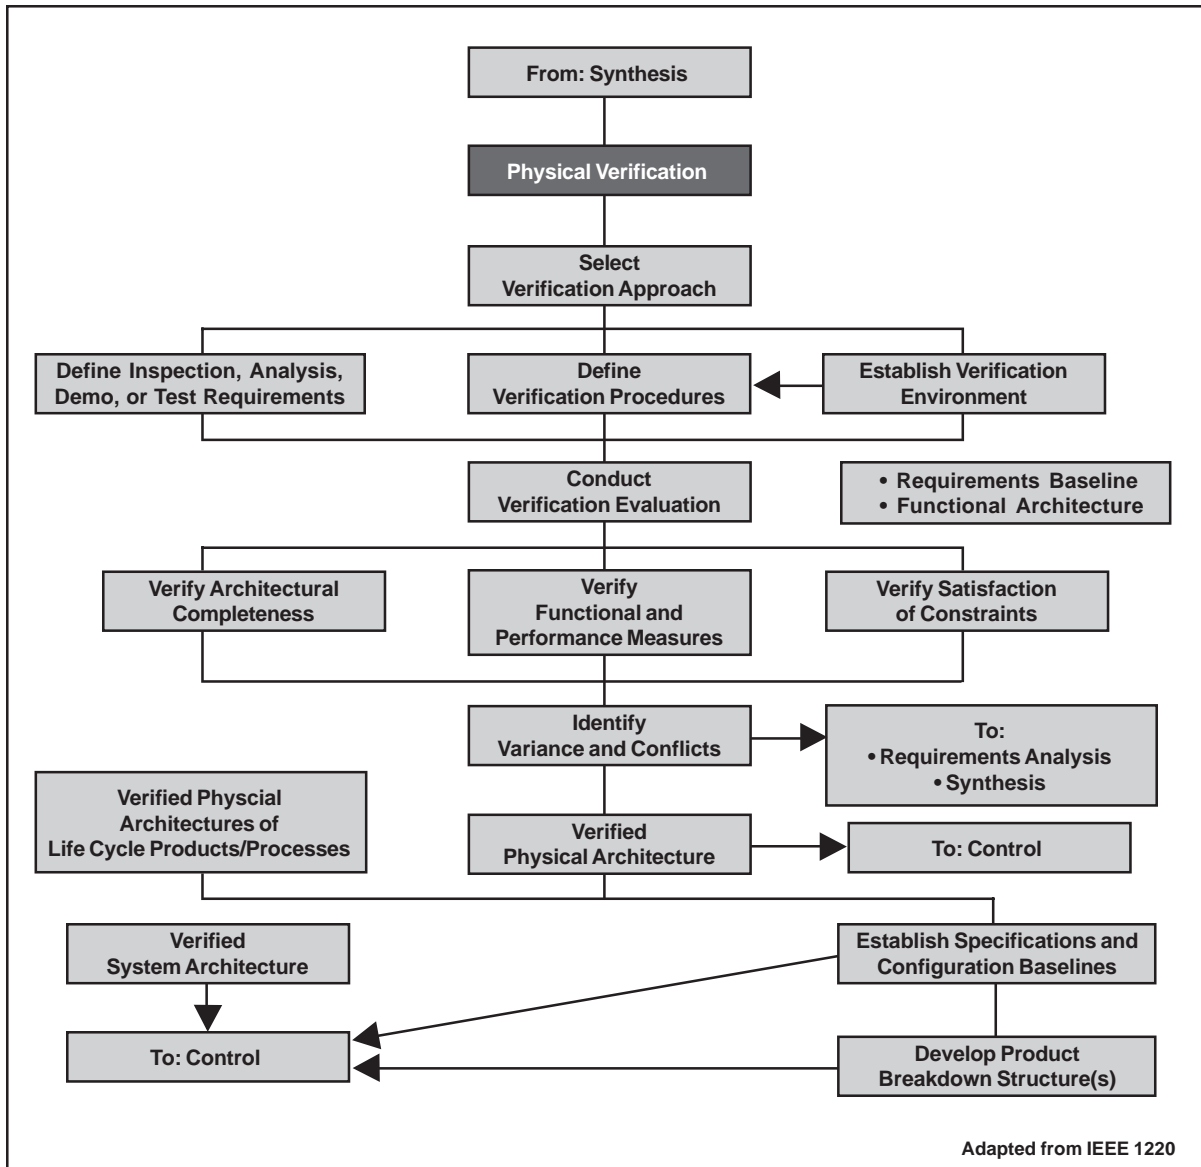 From: Synthesis
Physical Verification
Select
Verification Approach
Define Inspection, Analysis,
Demo, or Test Requirements
Define
Verification Procedures
Establish Verification
Environment
Conduct
Verification Evaluation
• Requirements Baseline
• Functional Architecture
Verify Architectural
Completeness
Verify
Functional and
Performance Measures
Verify Satisfaction
of Constraints
Identify
Variance and Conflicts
To:
• Requirements Analysis
• Synthesis
Verified Physcial
Architectures of
Life Cycle Products/Processes
Verified
Physical Architecture
To: Control
Verified
System Architecture
Establish Specifications and
Configuration Baselines
To: Control
Develop Product
Breakdown Structure(s)
Adapted from IEEE 1220